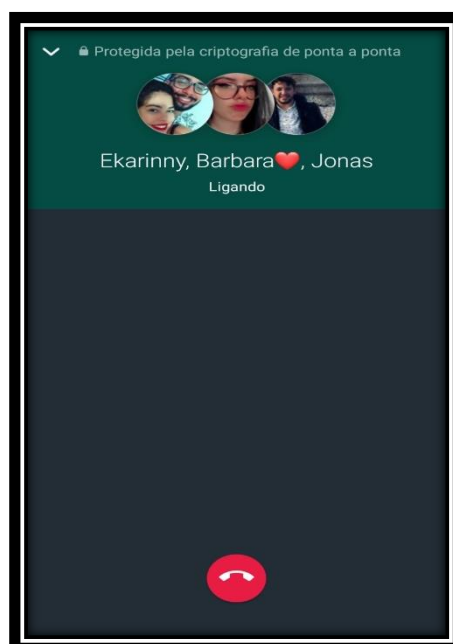 Protegida pela criptografia de ponta a ponta
Ekarinny, Barbara❤️, Jonas
Ligando